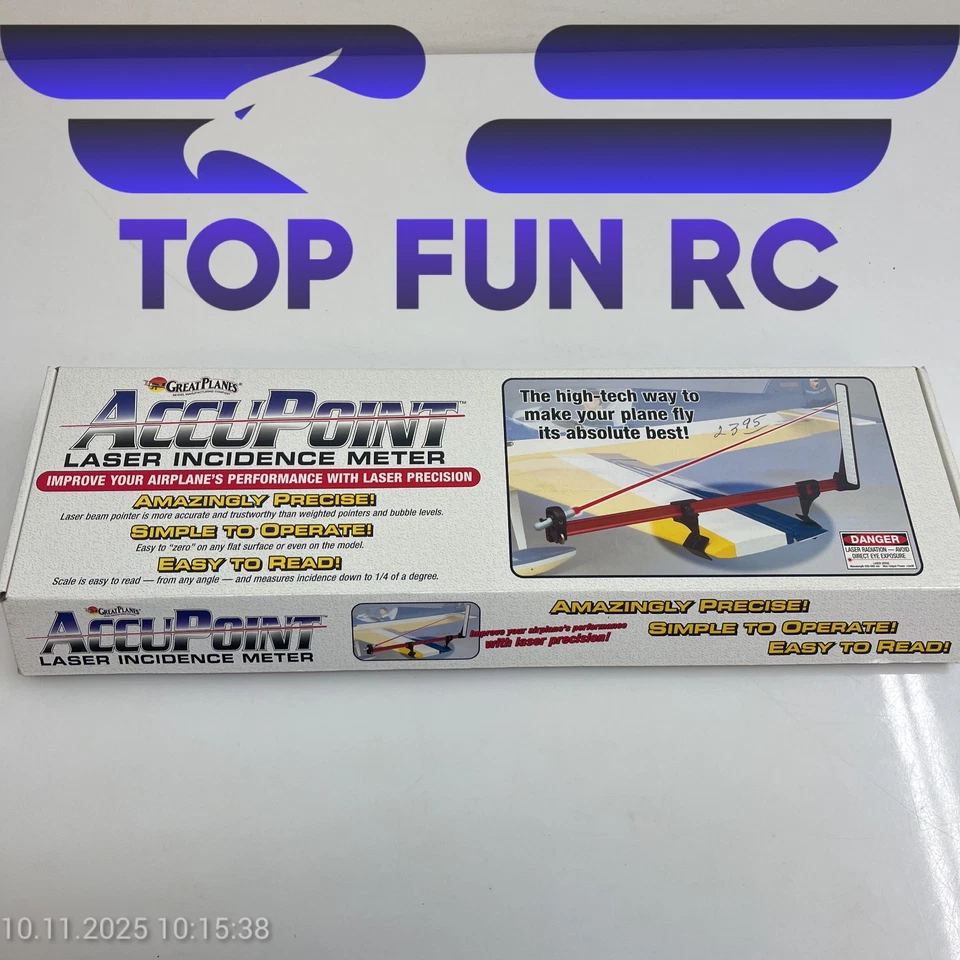 TOP FUN RC
GREAT PLANES®
ACCUPOINT™
LASER INCIDENCE METER
IMPROVE YOUR AIRPLANE'S PERFORMANCE WITH LASER PRECISION
AMAZINGLY PRECISE!
Laser beam pointer is more accurate and trustworthy than weighted pointers and bubble levels.
SIMPLE TO OPERATE!
Easy to "zero" on any flat surface or even on the model.
EASY TO READ!
Scale is easy to read — from any angle — and measures incidence down to 1/4 of a degree.
The high-tech way to
make your plane fly
its absolute best!
2395
DANGER
LASER RADIATION — AVOID
DIRECT EYE EXPOSURE
GREAT PLANES®
ACCUPOINT
LASER INCIDENCE METER
Improve your airplane's performance
with laser precision!
AMAZINGLY PRECISE!
SIMPLE TO OPERATE!
EASY TO READ!
10.11.2025 10:15:38